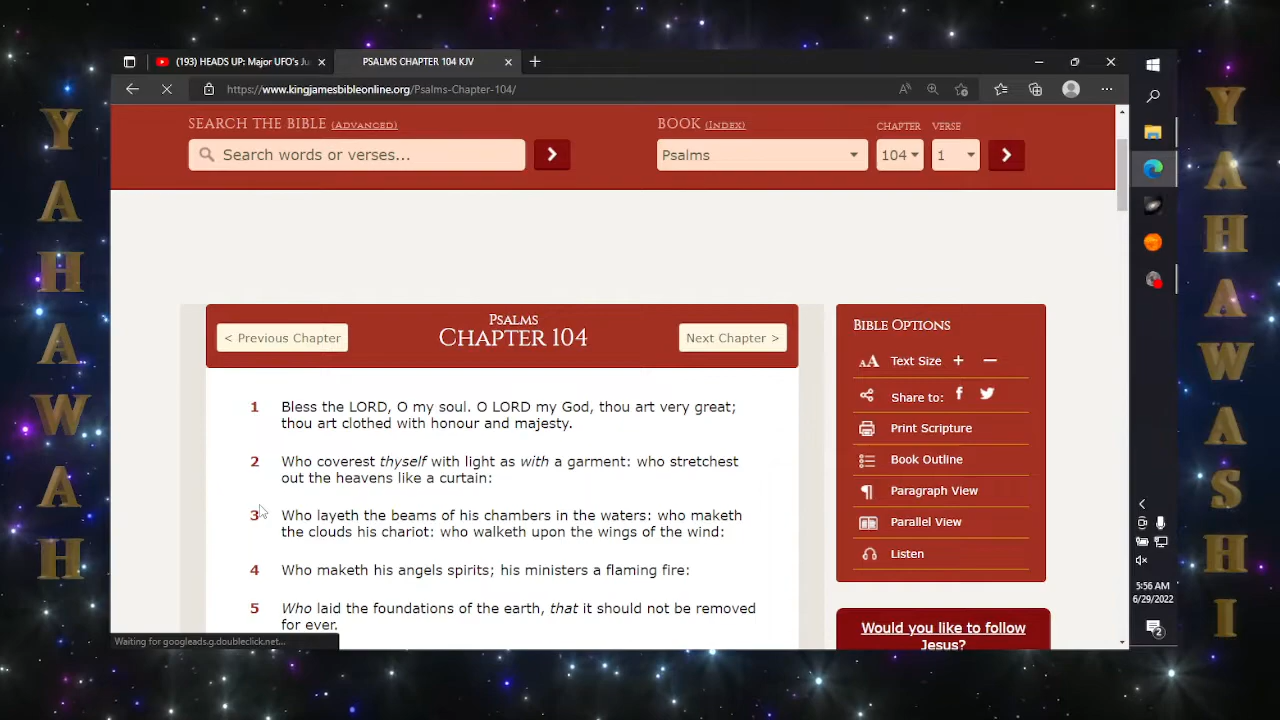 (193) HEADS UP: Major UFO's Ju
PSALMS CHAPTER 104 KJV
https://www.kingjamesbibleonline.org/Psalms-Chapter-104/
SEARCH THE BIBLE (ADVANCED)
Search words or verses...
BOOK (INDEX)
CHAPTER
VERSE
Psalms
104
1
PSALMS
CHAPTER 104
< Previous Chapter
Next Chapter >
1 Bless the LORD, O my soul. O LORD my God, thou art very great;
thou art clothed with honour and majesty.
2 Who coverest thyself with light as with a garment: who stretchest
out the heavens like a curtain:
3 Who layeth the beams of his chambers in the waters: who maketh
the clouds his chariot: who walketh upon the wings of the wind:
4 Who maketh his angels spirits; his ministers a flaming fire:
5 Who laid the foundations of the earth, that it should not be removed
for ever.
BIBLE OPTIONS
AA Text Size + −
Share to:
Print Scripture
Book Outline
Paragraph View
Parallel View
Listen
Would you like to follow
Jesus?
Waiting for googleads.g.doubleclick.net...
5:56 AM
6/29/2022
2
YAHAWAH
YAHAWASHI